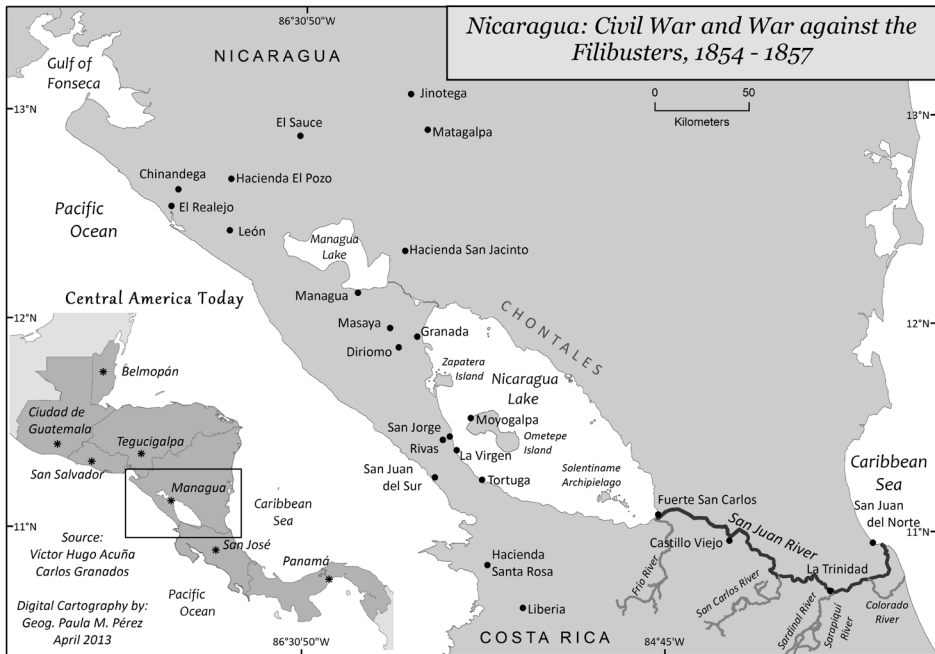 86°30'50"W
Nicaragua: Civil War and War against the
Filibusters, 1854 - 1857
NICARAGUA
Gulf of
Fonseca
13°N
13°N
0
50
Kilometers
Jinotega
El Sauce
Matagalpa
Chinandega
Hacienda El Pozo
El Realejo
León
Pacific
Ocean
Managua
Lake
Hacienda San Jacinto
Managua
CHONTALES
12°N
12°N
Masaya
Granada
Diriomo
Zapatera
Island
Nicaragua
Lake
Moyogalpa
San Jorge
Rivas
Ometepe
Island
La Virgen
San Juan
del Sur
Tortuga
Solentiname
Archipielago
Caribbean
Sea
San Juan
del Norte
Fuerte San Carlos
San Juan River
11°N
11°N
Castillo Viejo
La Trinidad
Hacienda
Santa Rosa
Frio River
San Carlos River
Sardinal River
Sarapiquí
River
Colorado
River
Liberia
COSTA RICA
86°30'50"W
84°45'W
Central America Today
Belmopán
Ciudad de
Guatemala
Tegucigalpa
San Salvador
Managua
Caribbean
Sea
San José
Panamá
Pacific
Ocean
Source:
Víctor Hugo Acuña
Carlos Granados
Digital Cartography by:
Geog. Paula M. Pérez
April 2013